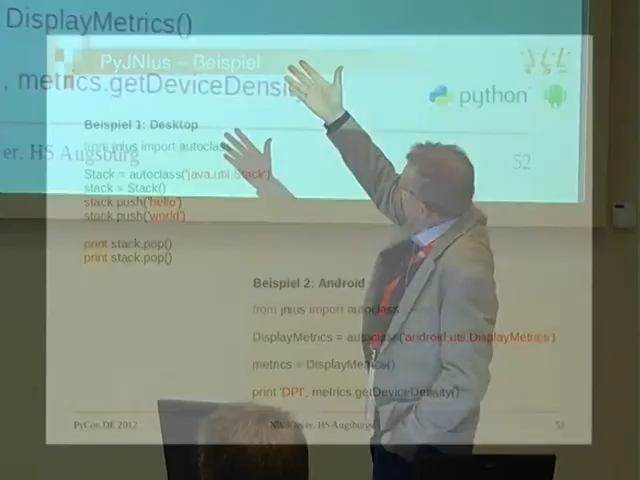 DisplayMetrics()
, metrics.getDeviceDensity
er, HS Augsburg
52
PyJNIus – Beispiel
python
Beispiel 1: Desktop
from jnius import autoclass
Stack = autoclass('java.util.Stack')
stack = Stack()
stack.push('hello')
stack.push('world')
print stack.pop()
print stack.pop()
Beispiel 2: Android
from jnius import autoclass
DisplayMetrics = autoclass('android.util.DisplayMetrics')
metrics = DisplayMetrics()
print 'DPI', metrics.getDeviceDensity()
PyCon.DE 2012
HS Augsburg